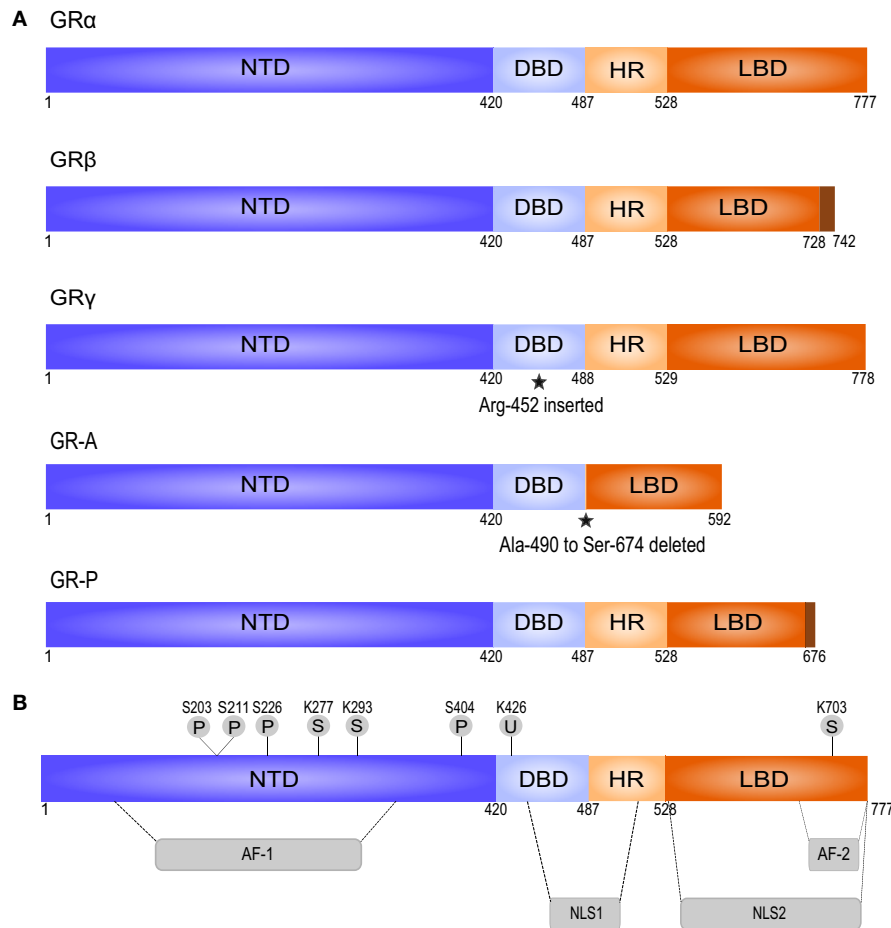 A
GRα
NTD DBD HR LBD
1 420 487 528 777
GRβ
NTD DBD HR LBD
1 420 487 528 728 742
GRγ
NTD DBD HR LBD
1 420 488 529 778
Arg-452 inserted
GR-A
NTD DBD LBD
1 420 592
Ala-490 to Ser-674 deleted
GR-P
NTD DBD HR LBD
1 420 487 528 676
B
S203 S211 S226 K277 K293 S404 K426 K703
P P P S S P U S
NTD DBD HR LBD
1 420 487 528 777
AF-1 AF-2
NLS1 NLS2